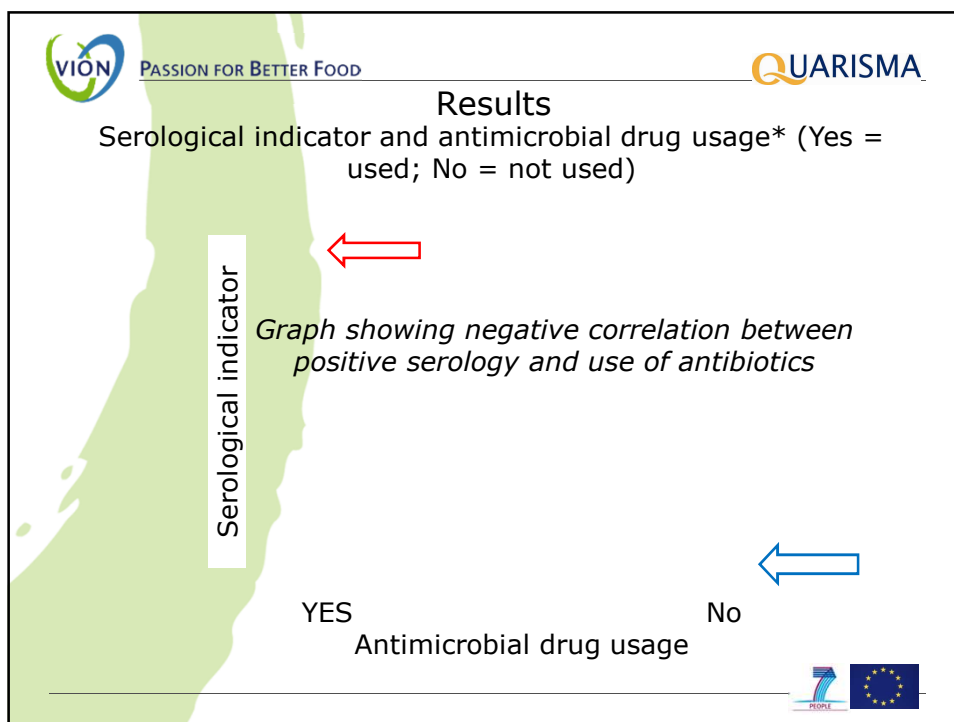 VION PASSION FOR BETTER FOOD
QUARISMA
Results
Serological indicator and antimicrobial drug usage* (Yes =
used; No = not used)
Serological indicator
Graph showing negative correlation between
positive serology and use of antibiotics
YES No
Antimicrobial drug usage
7
PEOPLE